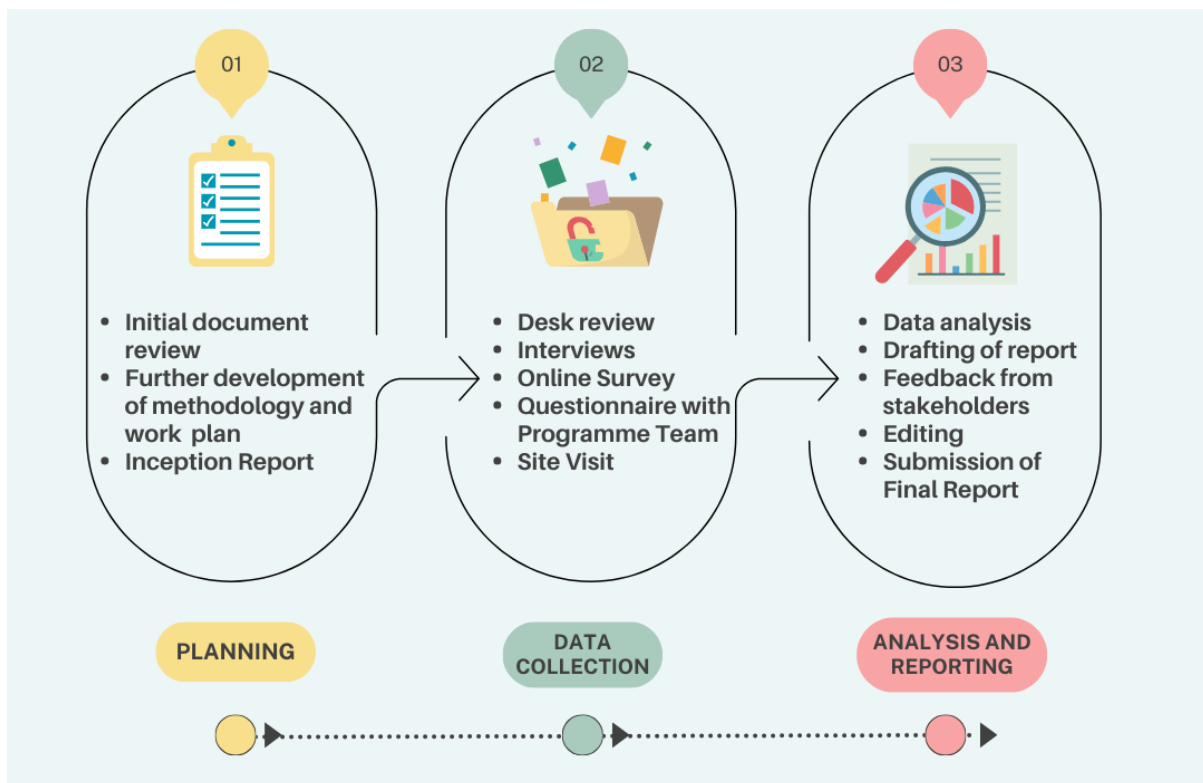 01
• Initial document
review
• Further development
of methodology and
work plan
• Inception Report
PLANNING
02
• Desk review
• Interviews
• Online Survey
• Questionnaire with
Programme Team
• Site Visit
DATA
COLLECTION
03
• Data analysis
• Drafting of report
• Feedback from
stakeholders
• Editing
• Submission of
Final Report
ANALYSIS AND
REPORTING